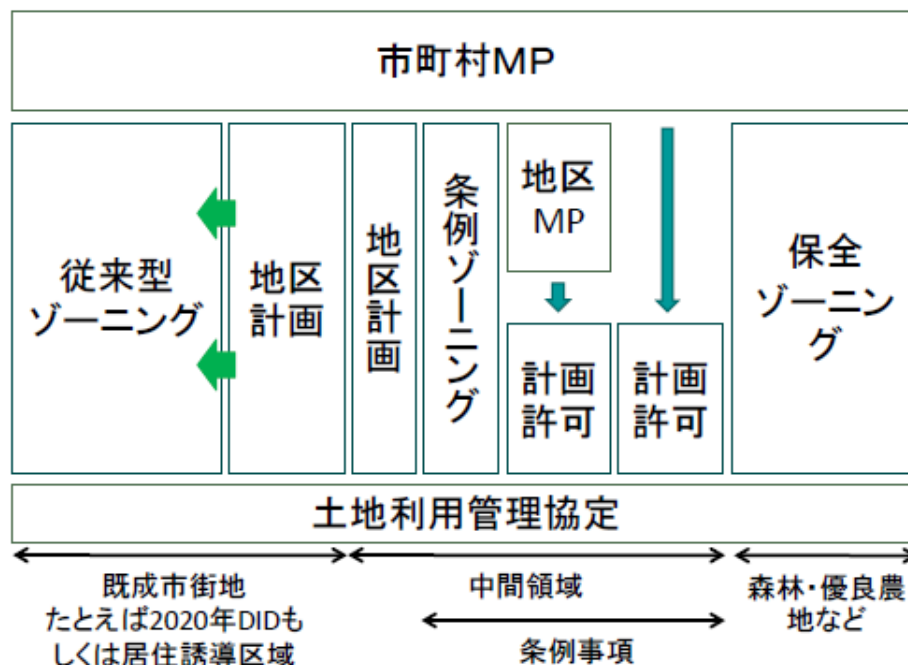 市町村MP
従来型
ゾーニング
地区
計画
地区計画
条例ゾーニング
地区
MP
計画
許可
計画
許可
保全
ゾーニン
グ
土地利用管理協定
既成市街地
たとえば2020年DIDも
しくは居住誘導区域
中間領域
条例事項
森林・優良農
地など